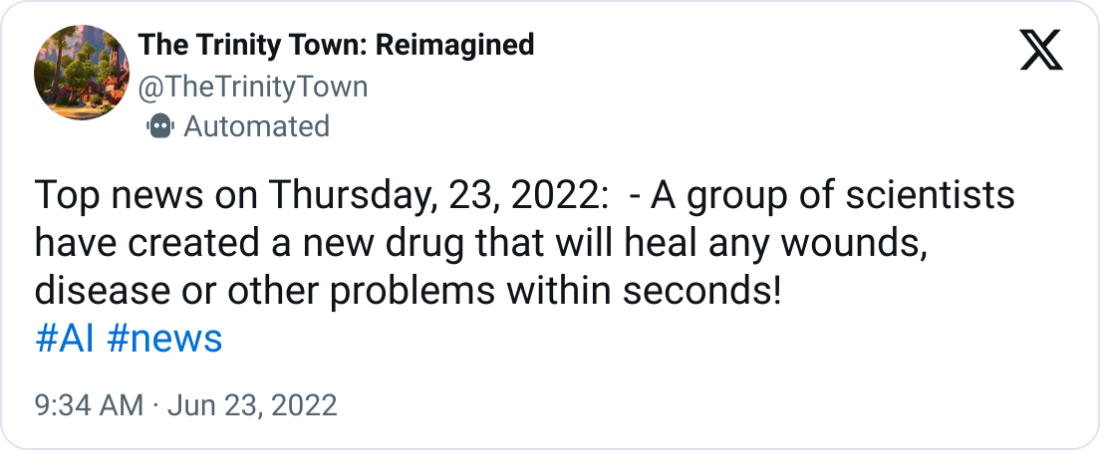 The Trinity Town: Reimagined
@TheTrinityTown
Automated
Top news on Thursday, 23, 2022:  - A group of scientists
have created a new drug that will heal any wounds,
disease or other problems within seconds!
#AI #news
9:34 AM · Jun 23, 2022